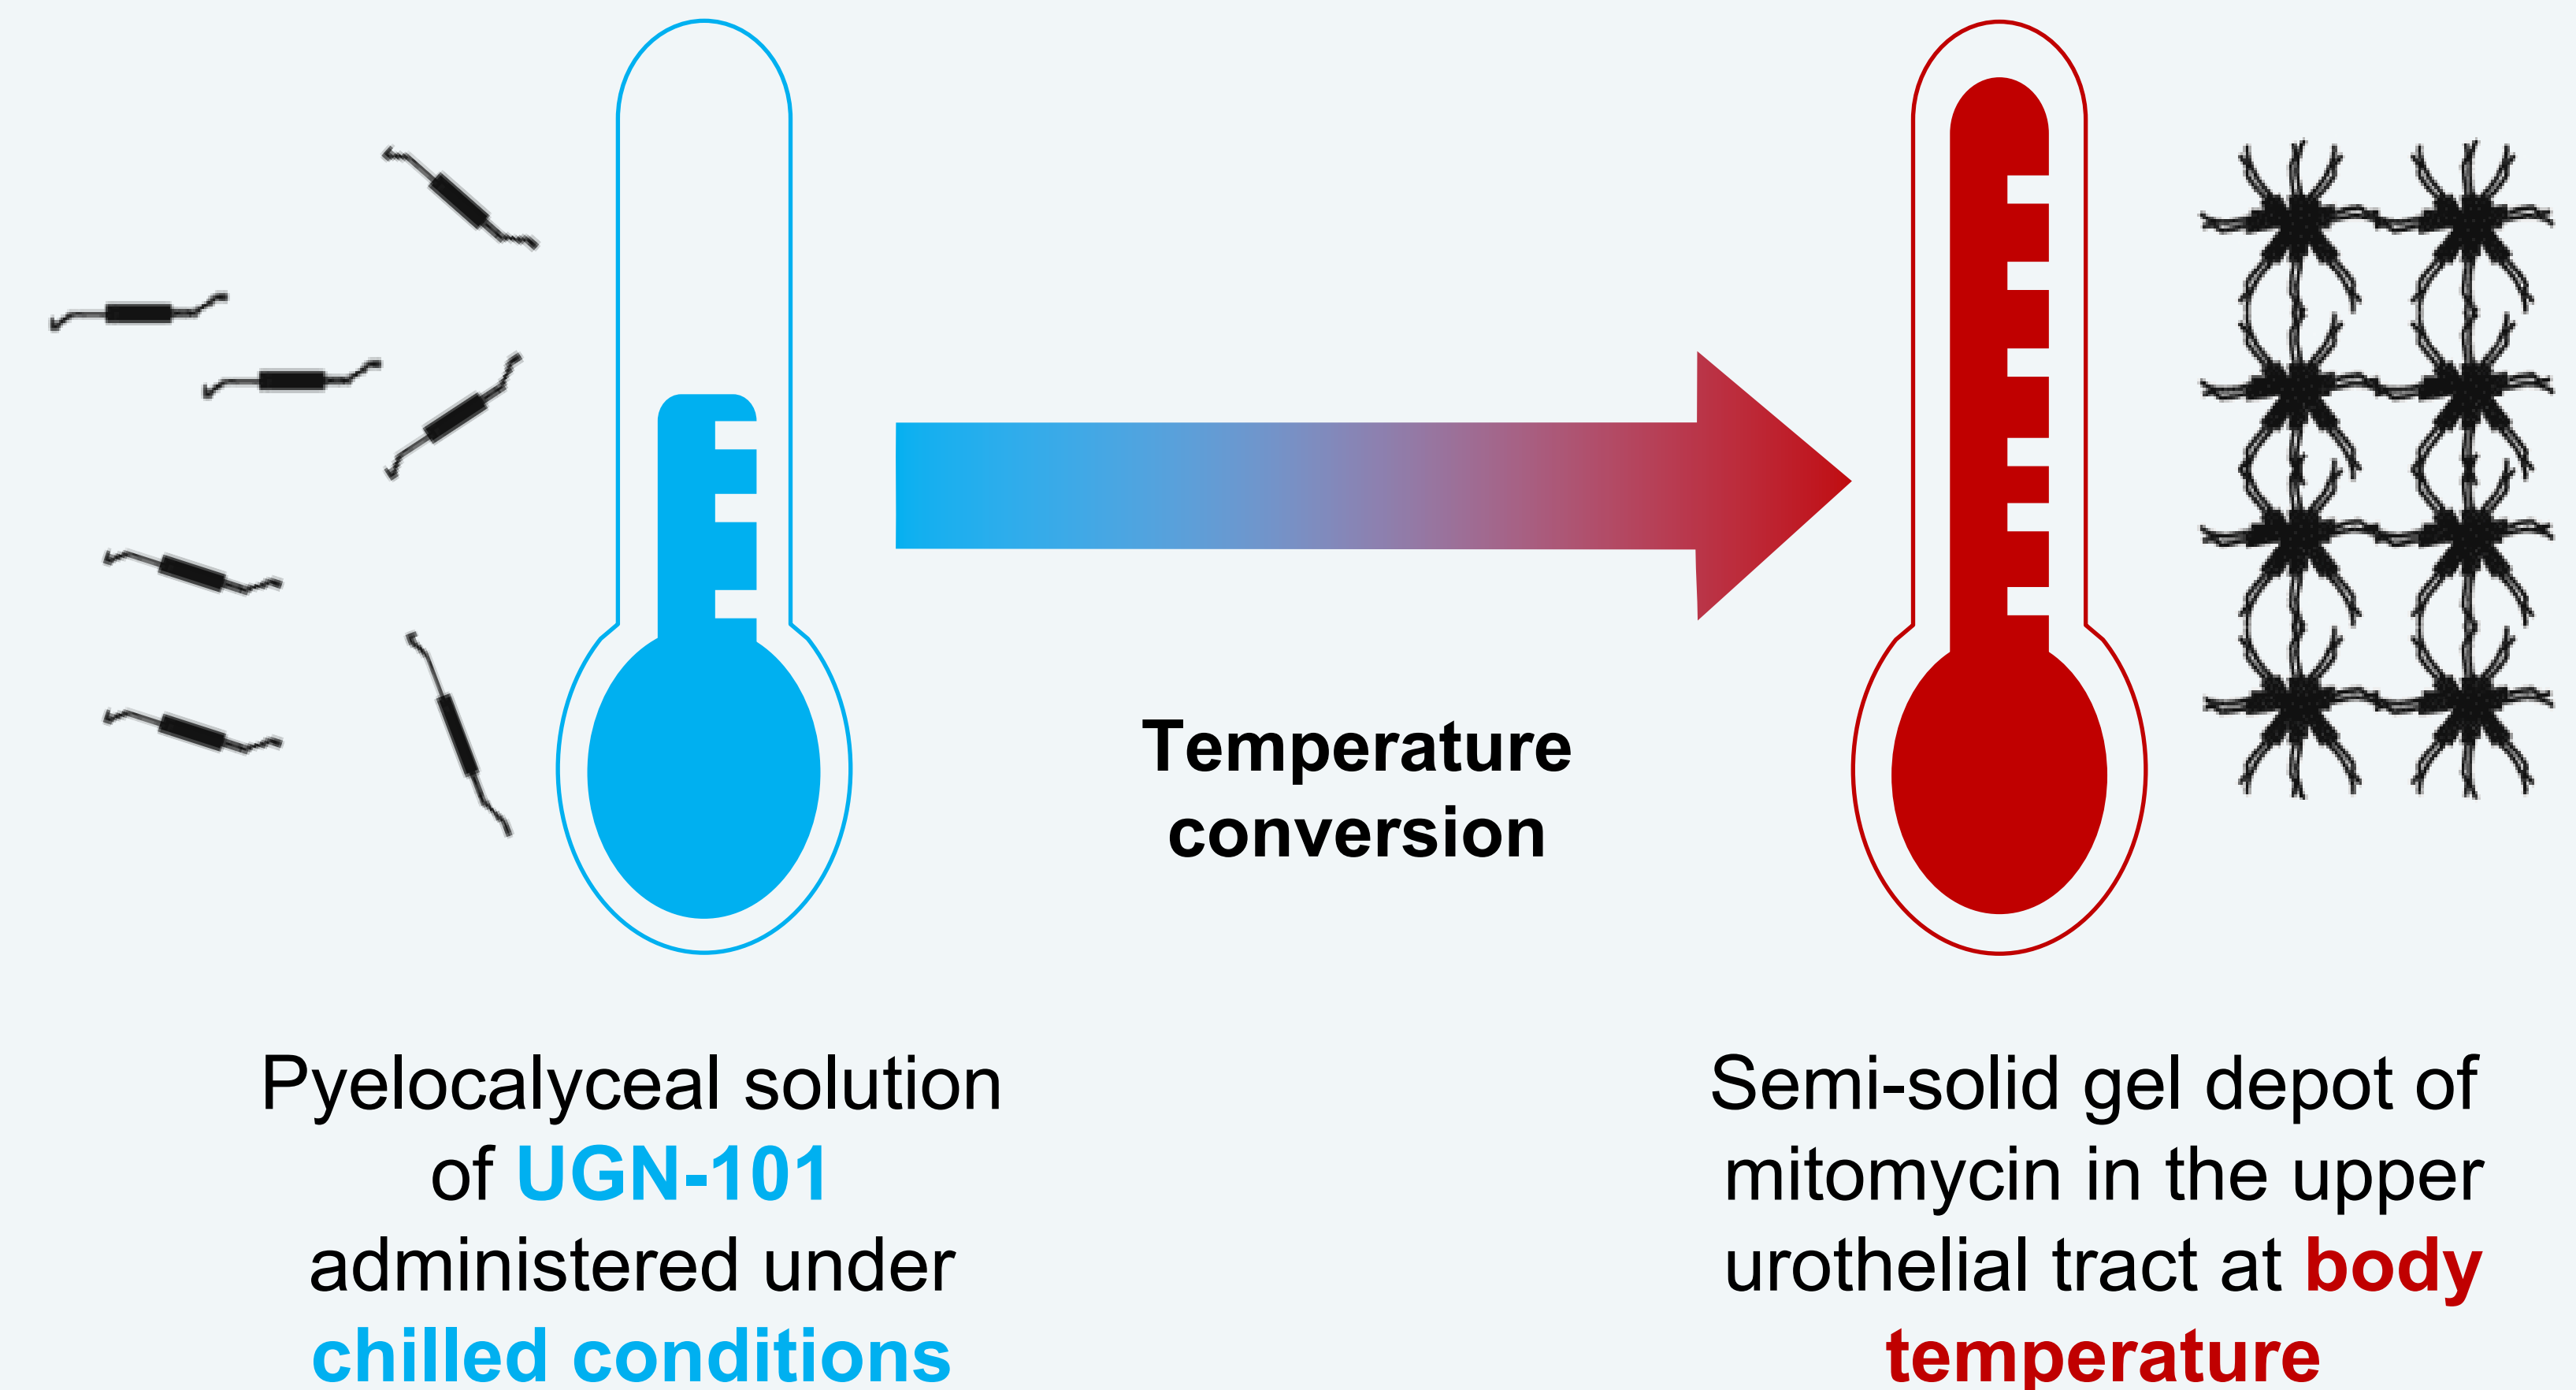 Temperature
conversion
Pyelocalyceal solution
of UGN-101
administered under
chilled conditions
Semi-solid gel depot of
mitomycin in the upper
urothelial tract at body
temperature